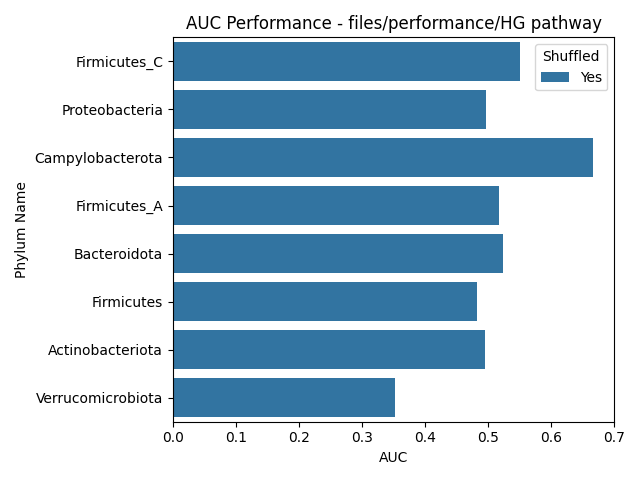 AUC Performance - files/performance/HG pathway
Shuffled
Yes
Phylum Name
Firmicutes_C
Proteobacteria
Campylobacterota
Firmicutes_A
Bacteroidota
Firmicutes
Actinobacteriota
Verrucomicrobiota
0.0 0.1 0.2 0.3 0.4 0.5 0.6 0.7
AUC